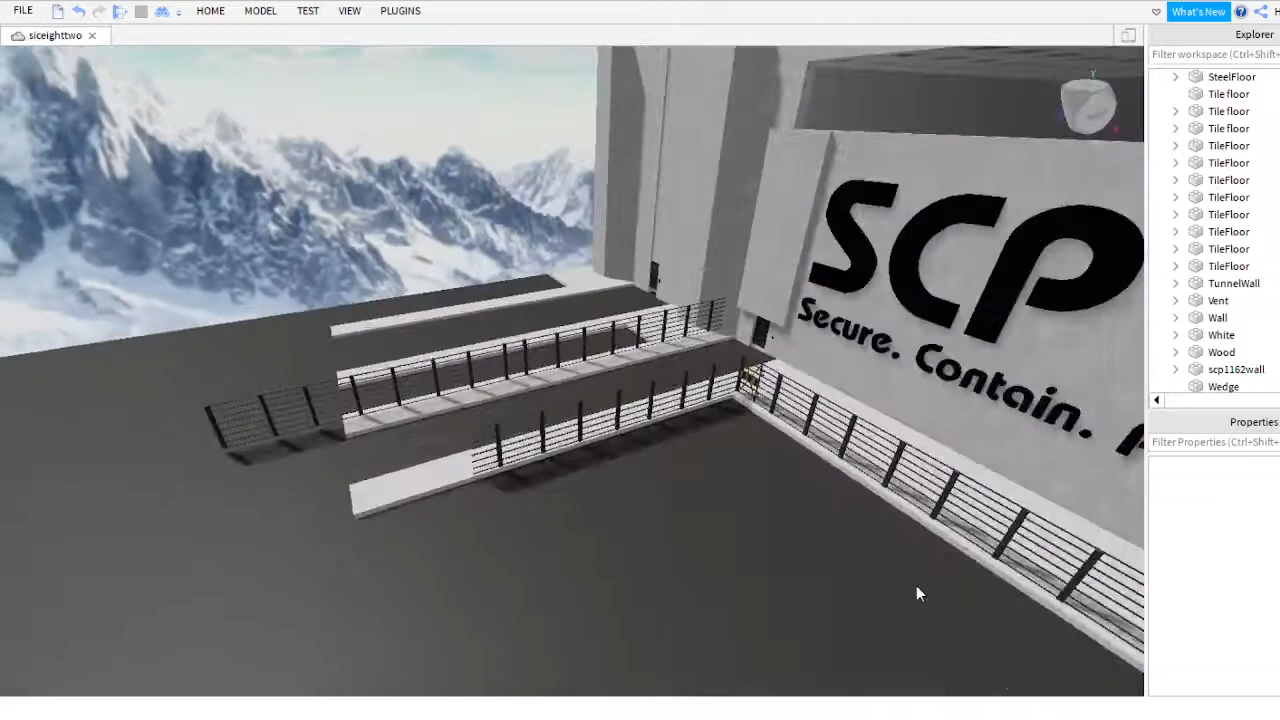 FILE HOME MODEL TEST VIEW PLUGINS What's New
siceighttwo
Explorer
Filter workspace (Ctrl+Shift+
SteelFloor
Tile floor
Tile floor
Tile floor
TileFloor
TileFloor
TileFloor
TileFloor
TileFloor
TileFloor
TileFloor
TileFloor
TunnelWall
Vent
Wall
White
Wood
scp1162wall
Wedge
Properties
Filter Properties (Ctrl+Shift+
SCP
Secure. Contain.